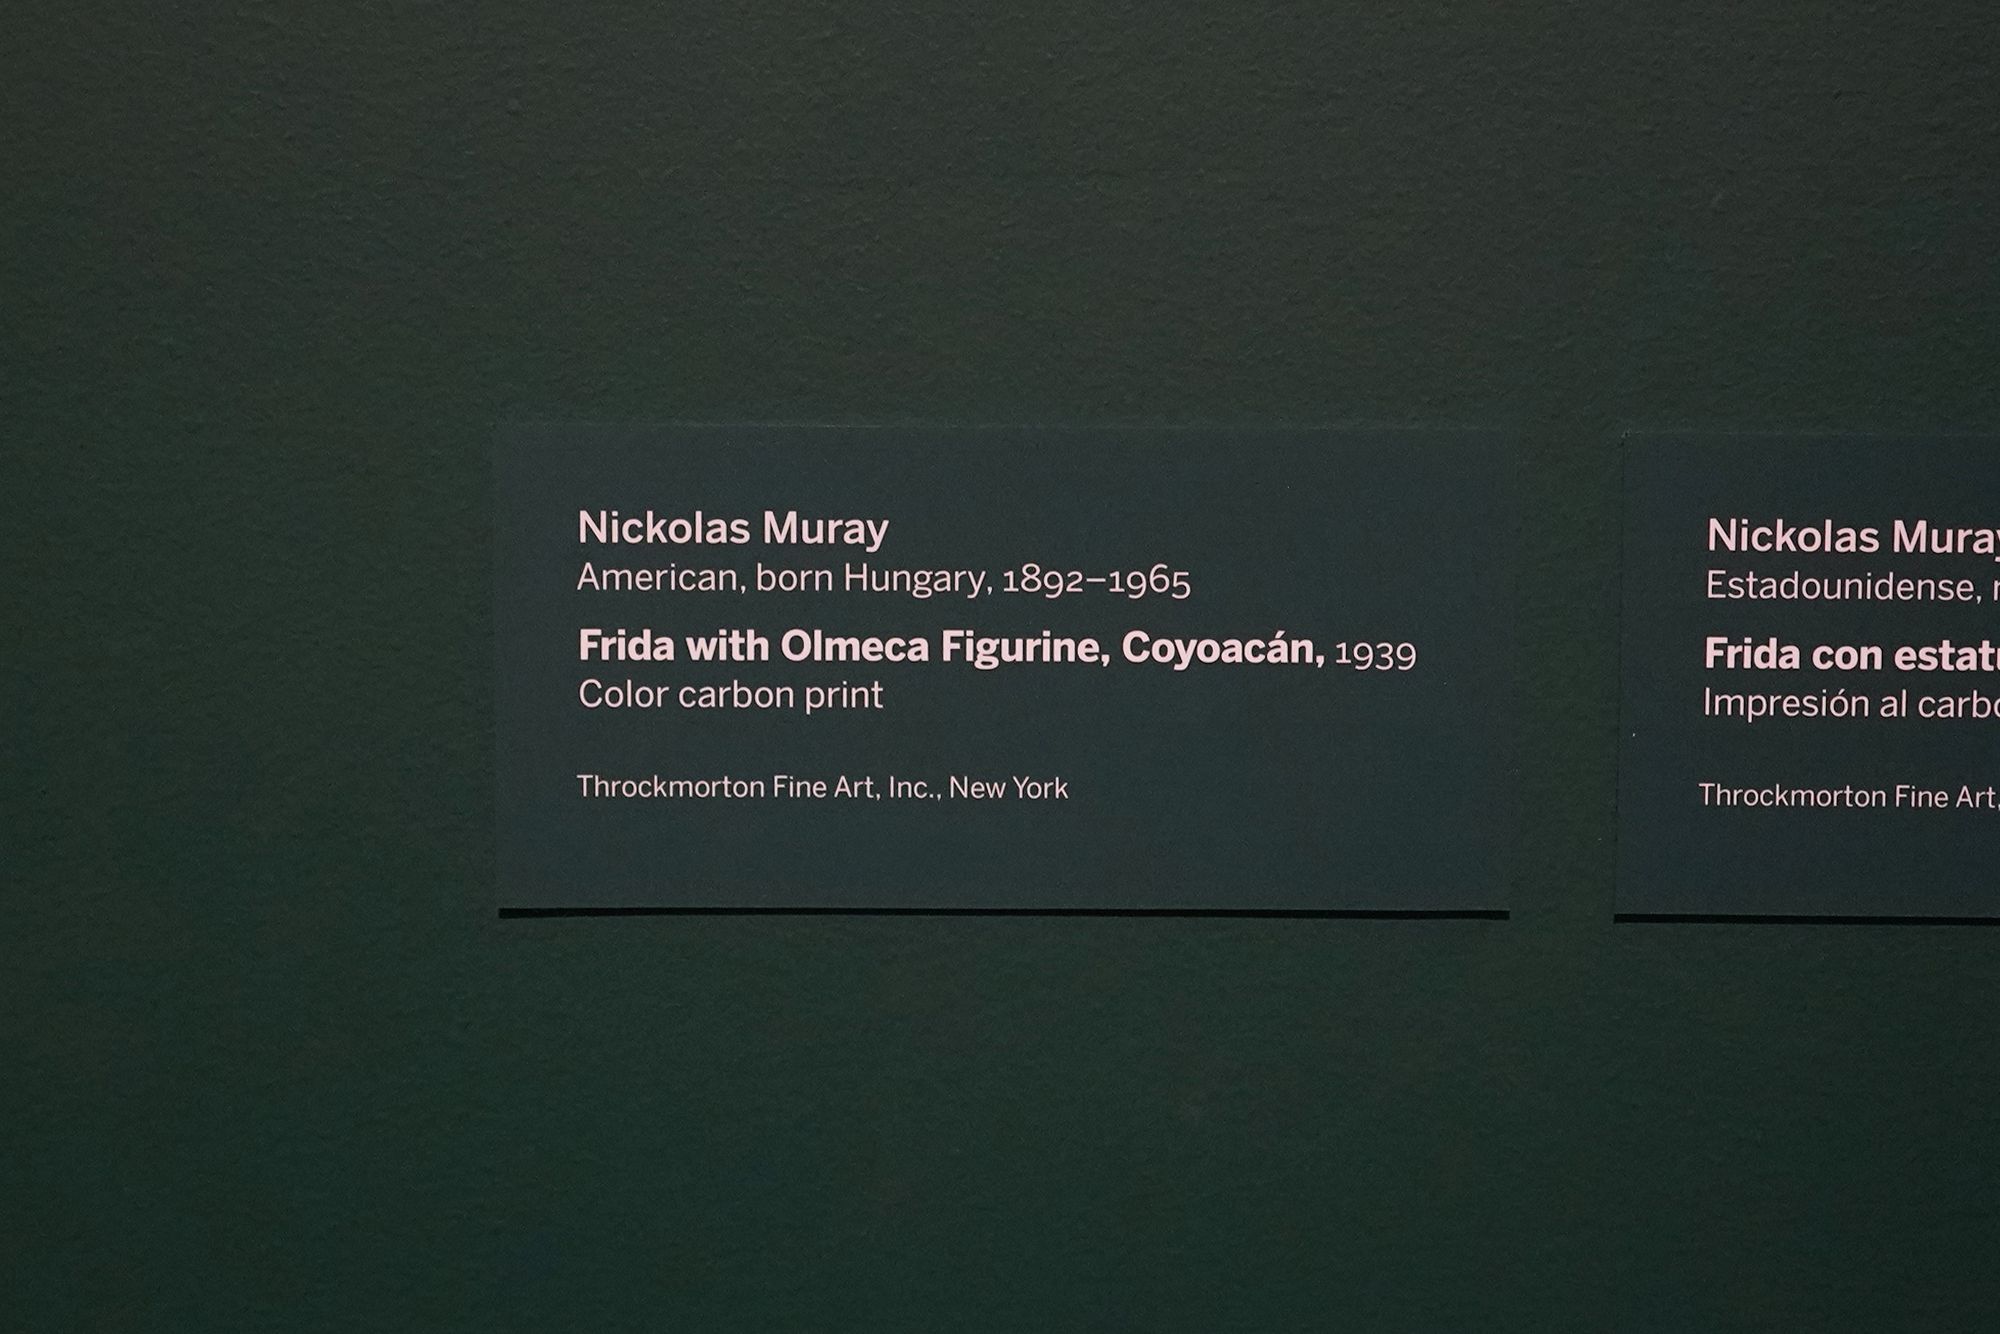 Nickolas Muray
American, born Hungary, 1892–1965
Frida with Olmeca Figurine, Coyoacán, 1939
Color carbon print
Throckmorton Fine Art, Inc., New York
Nickolas Muray
Estadounidense,
Frida con
Impresión al
Throckmorton Fine Art,